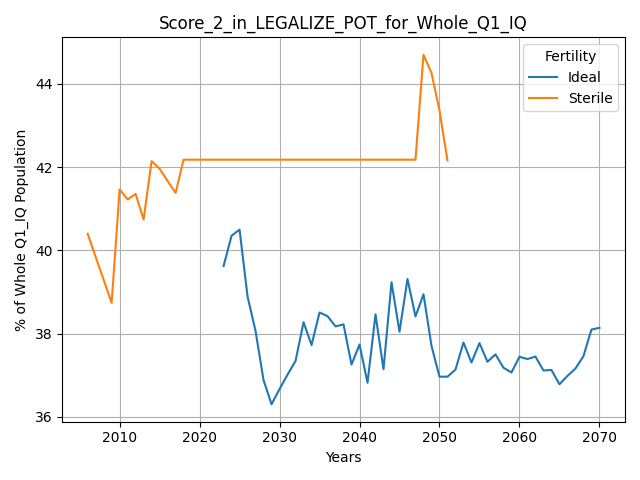 Score_2_in_LEGALIZE_POT_for_Whole_Q1_IQ
% of Whole Q1_IQ Population
44
42
40
38
36
Fertility
Ideal
Sterile
2010 2020 2030 2040 2050 2060 2070
Years